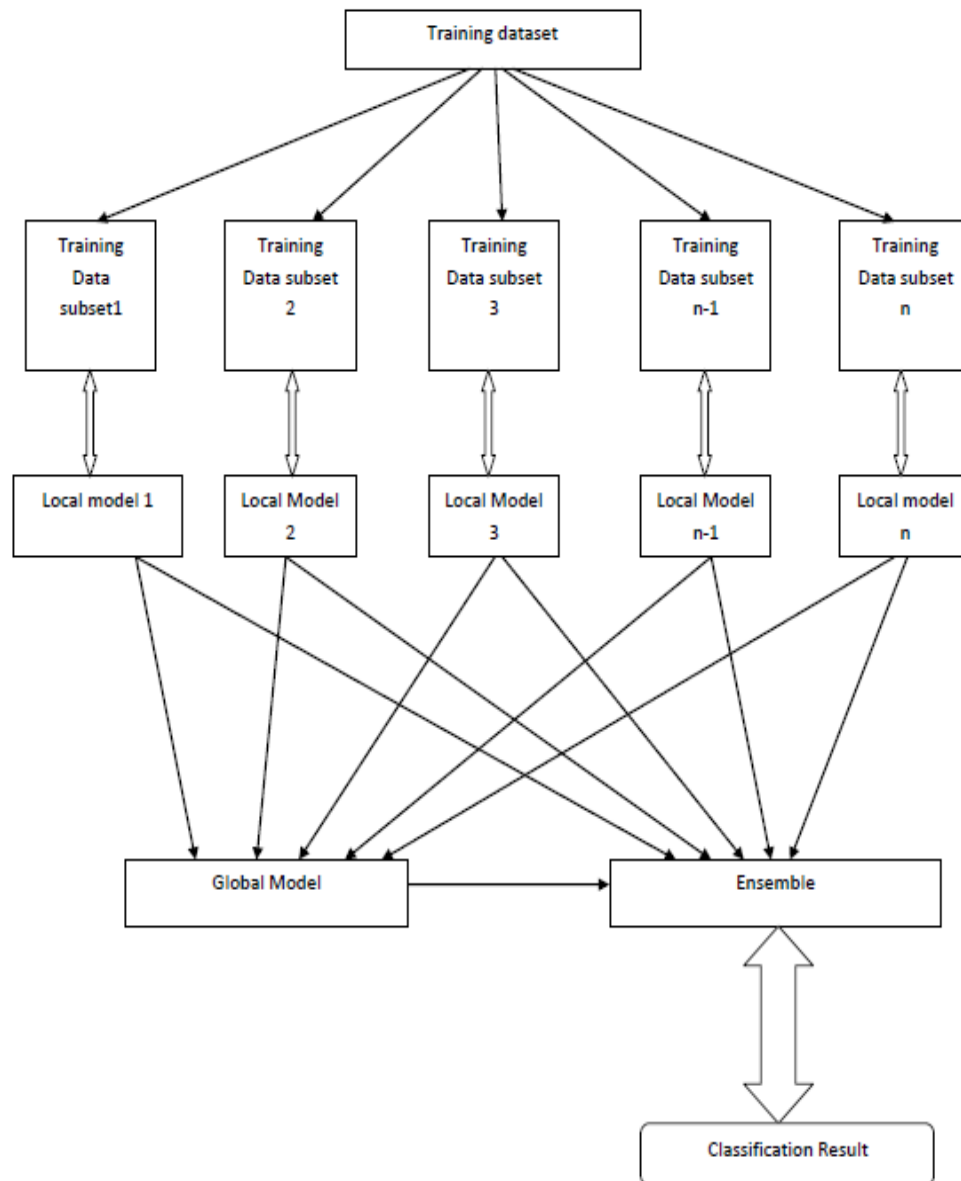 Training dataset
Training
Data
subset1
Training
Data subset
2
Training
Data subset
3
Training
Data subset
n-1
Training
Data subset
n
Local model 1
Local Model
2
Local Model
3
Local Model
n-1
Local model
n
Global Model
Ensemble
Classification Result